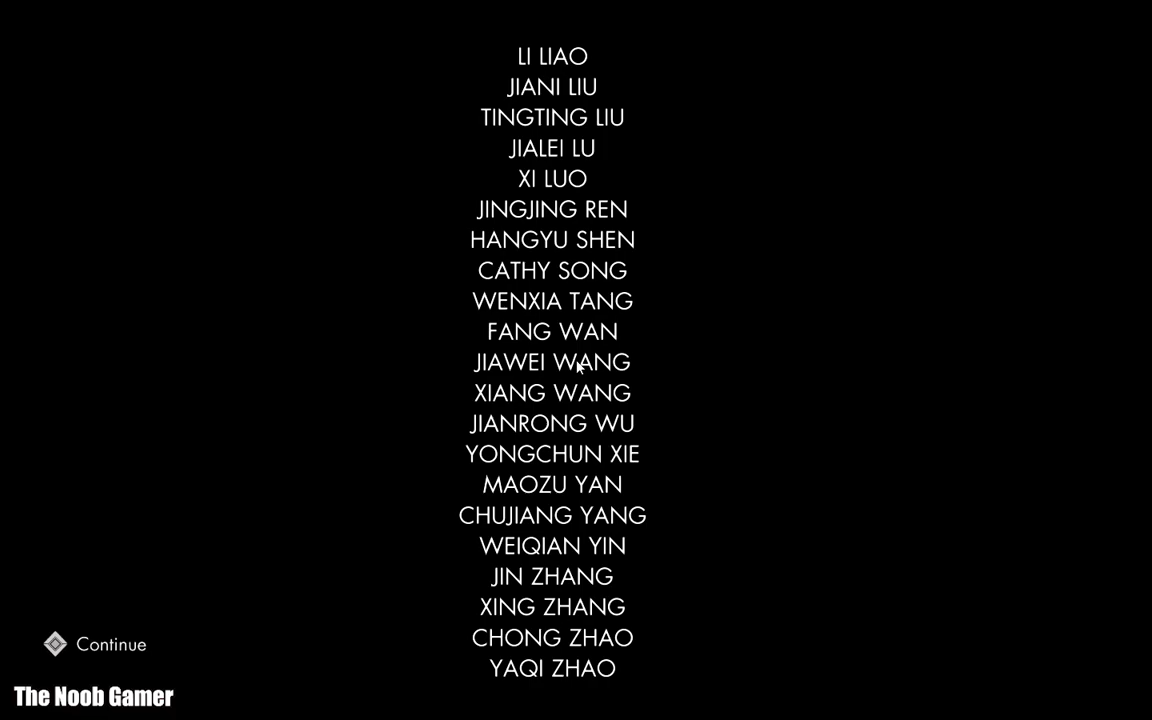 LI LIAO
JIANI LIU
TINGTING LIU
JIALEI LU
XI LUO
JINGJING REN
HANGYU SHEN
CATHY SONG
WENXIA TANG
FANG WAN
JIAWEI WANG
XIANG WANG
JIANRONG WU
YONGCHUN XIE
MAOZU YAN
CHUJIANG YANG
WEIQIAN YIN
JIN ZHANG
XING ZHANG
CHONG ZHAO
YAQI ZHAO
Continue
The Noob Gamer